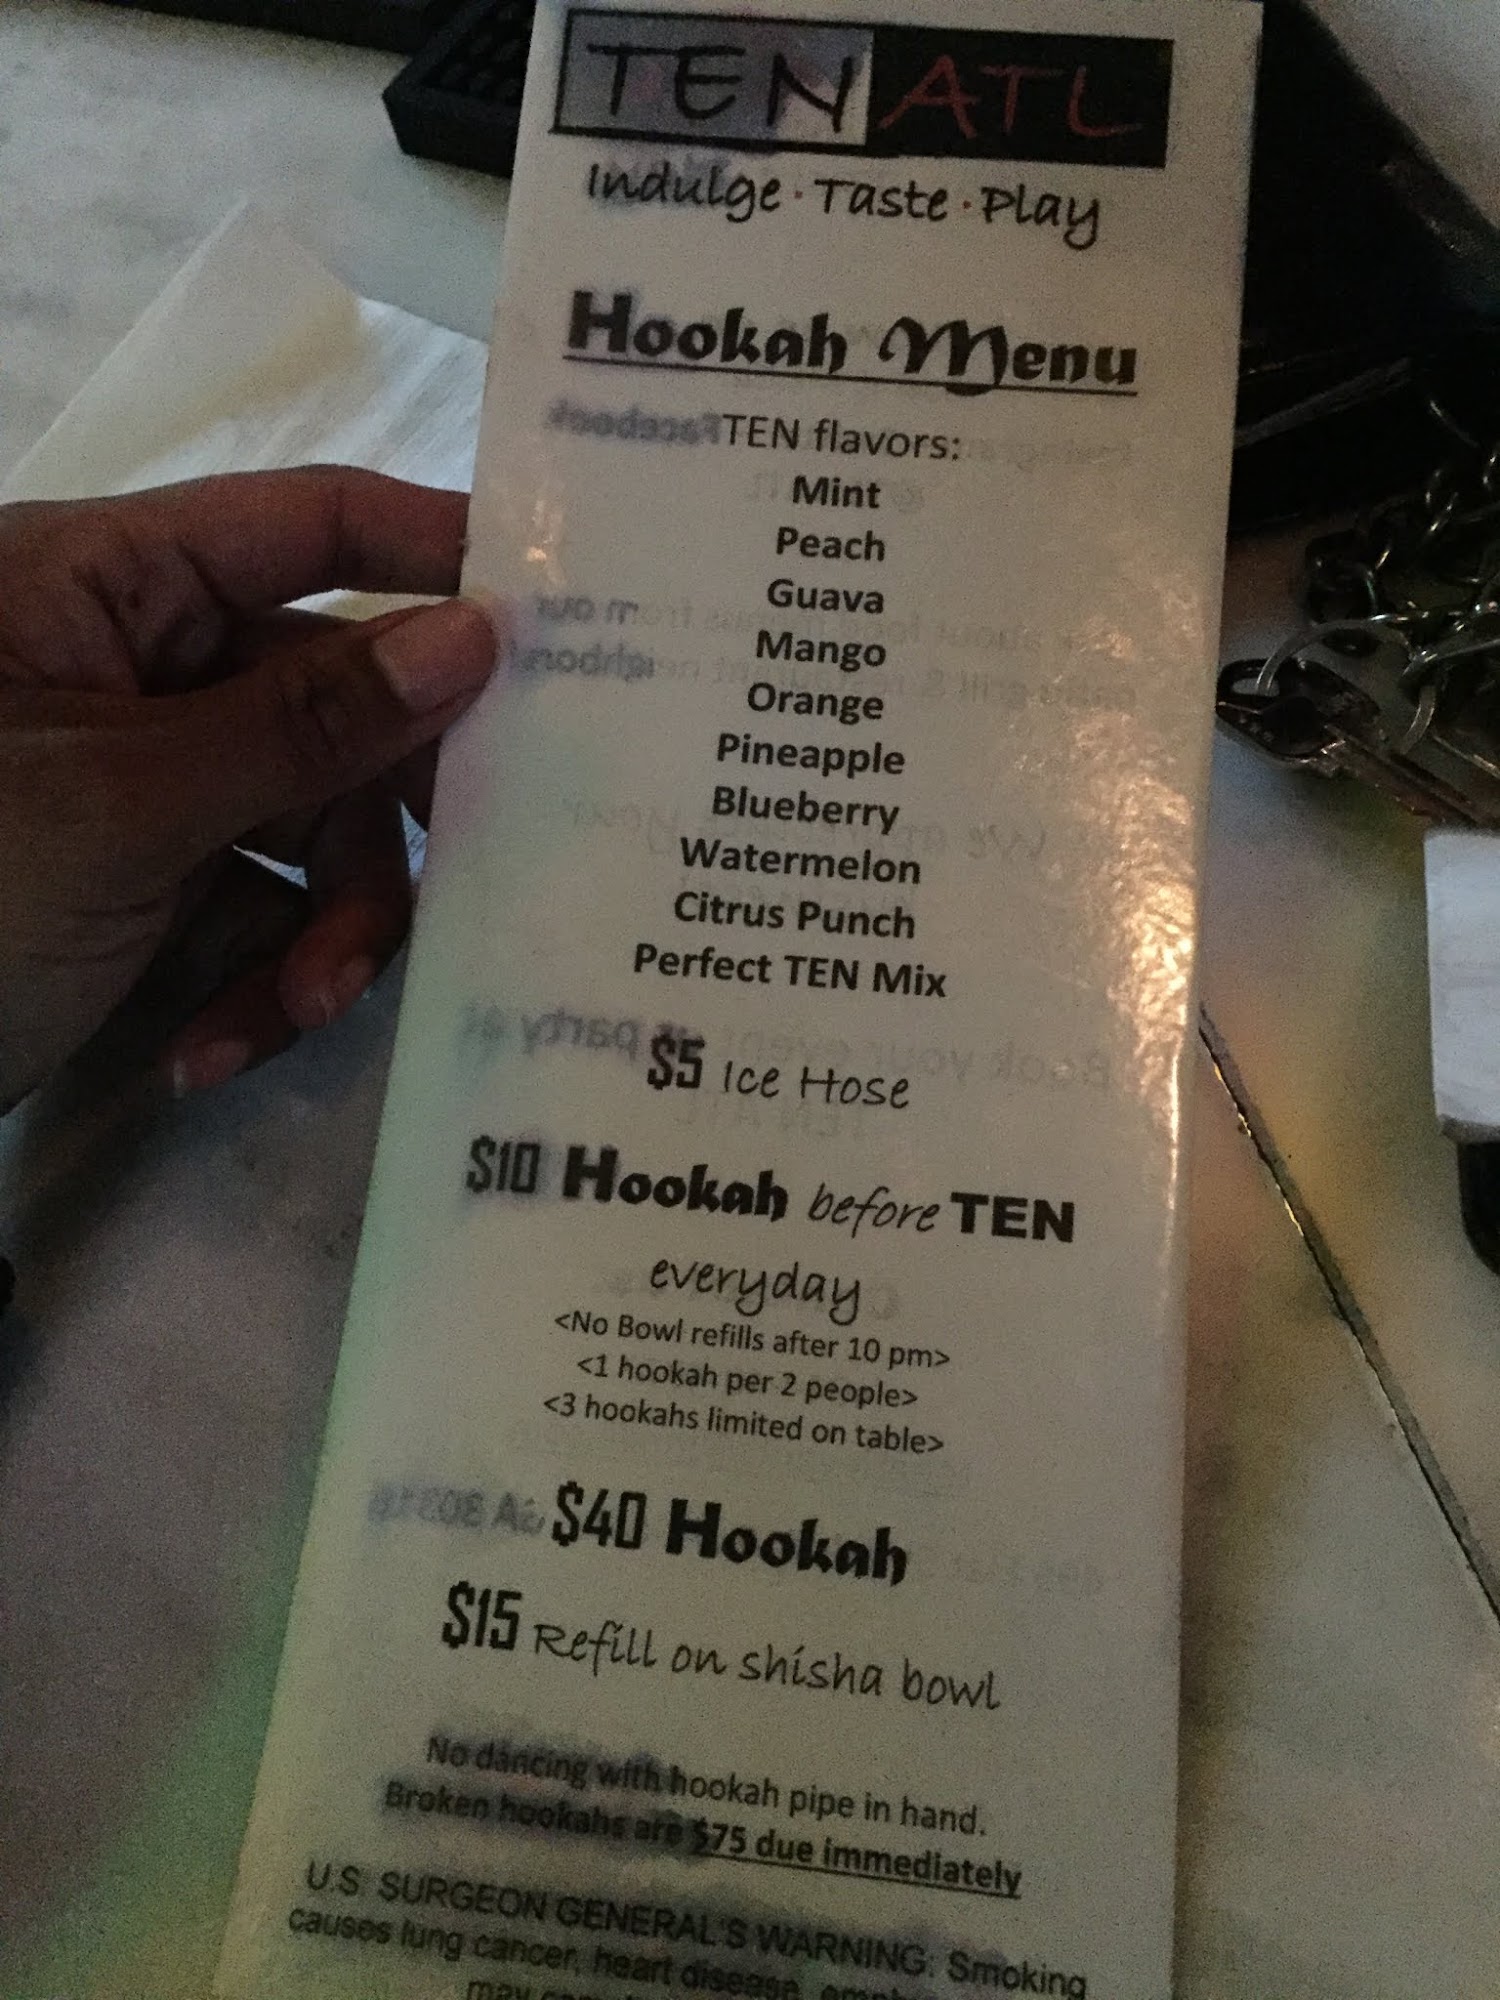 TEN ATL
Indulge · Taste · Play
Hookah Menu
TEN flavors:
Mint
Peach
Guava
Mango
Orange
Pineapple
Blueberry
Watermelon
Citrus Punch
Perfect TEN Mix
$5 Ice Hose
$10 Hookah before TEN
everyday
<No Bowl refills after 10 pm>
<1 hookah per 2 people>
<3 hookahs limited on table>
$40 Hookah
$15 Refill on shisha bowl
No dancing with hookah pipe in hand.
Broken hookahs are $75 due immediately
U.S. SURGEON GENERAL'S WARNING: Smoking
causes lung cancer, heart disease,
may